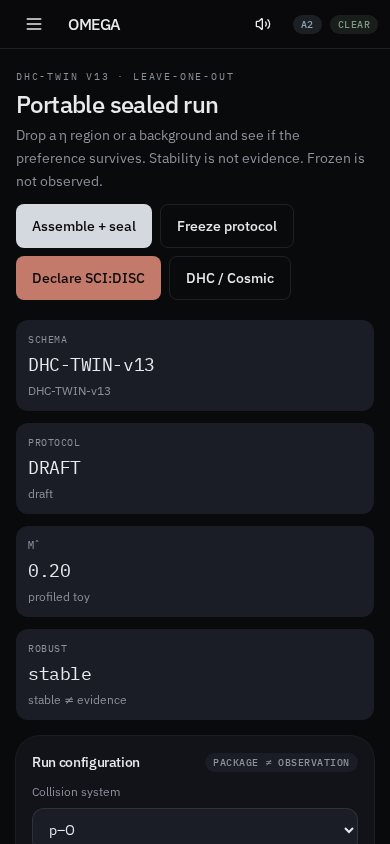 OMEGA
A2
CLEAR
DHC-TWIN V13 · LEAVE-ONE-OUT
Portable sealed run
Drop a η region or a background and see if the
preference survives. Stability is not evidence. Frozen is
not observed.
Assemble + seal
Freeze protocol
Declare SCI:DISC
DHC / Cosmic
SCHEMA
DHC-TWIN-v13
DHC-TWIN-v13
PROTOCOL
DRAFT
draft
Mˆ
0.20
profiled toy
ROBUST
stable
stable ≠ evidence
Run configuration
PACKAGE ≠ OBSERVATION
Collision system
p–O